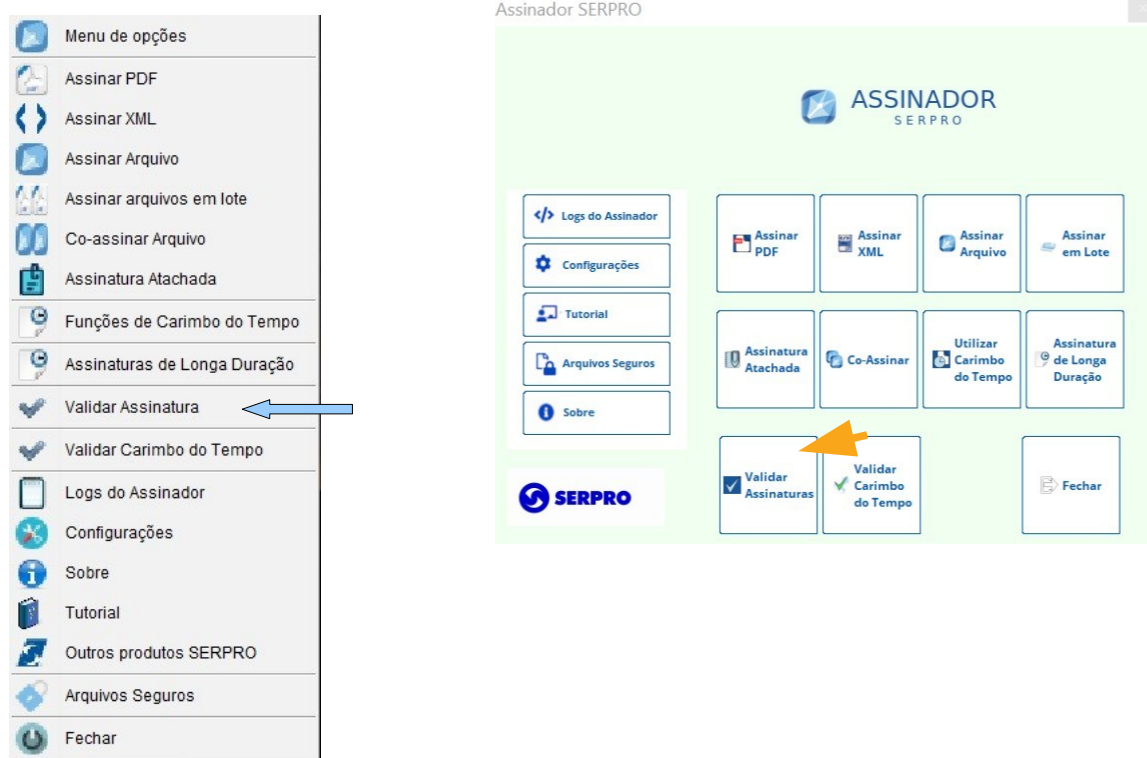 Menu de opções
Assinar PDF
Assinar XML
Assinar Arquivo
Assinar arquivos em lote
Co-assinar Arquivo
Assinatura Atachada
Funções de Carimbo do Tempo
Assinaturas de Longa Duração
Validar Assinatura
Validar Carimbo do Tempo
Logs do Assinador
Configurações
Sobre
Tutorial
Outros produtos SERPRO
Arquivos Seguros
Fechar
Assinador SERPRO
ASSINADOR
SERPRO
Logs do Assinador
Configurações
Tutorial
Arquivos Seguros
Sobre
SERPRO
Assinar
PDF
Assinar
XML
Assinar
Arquivo
Assinar
em Lote
Assinatura
Atachada
Co-Assinar
Utilizar
Carimbo
do Tempo
Assinatura
de Longa
Duração
Validar
Assinaturas
Validar
Carimbo
do Tempo
Fechar